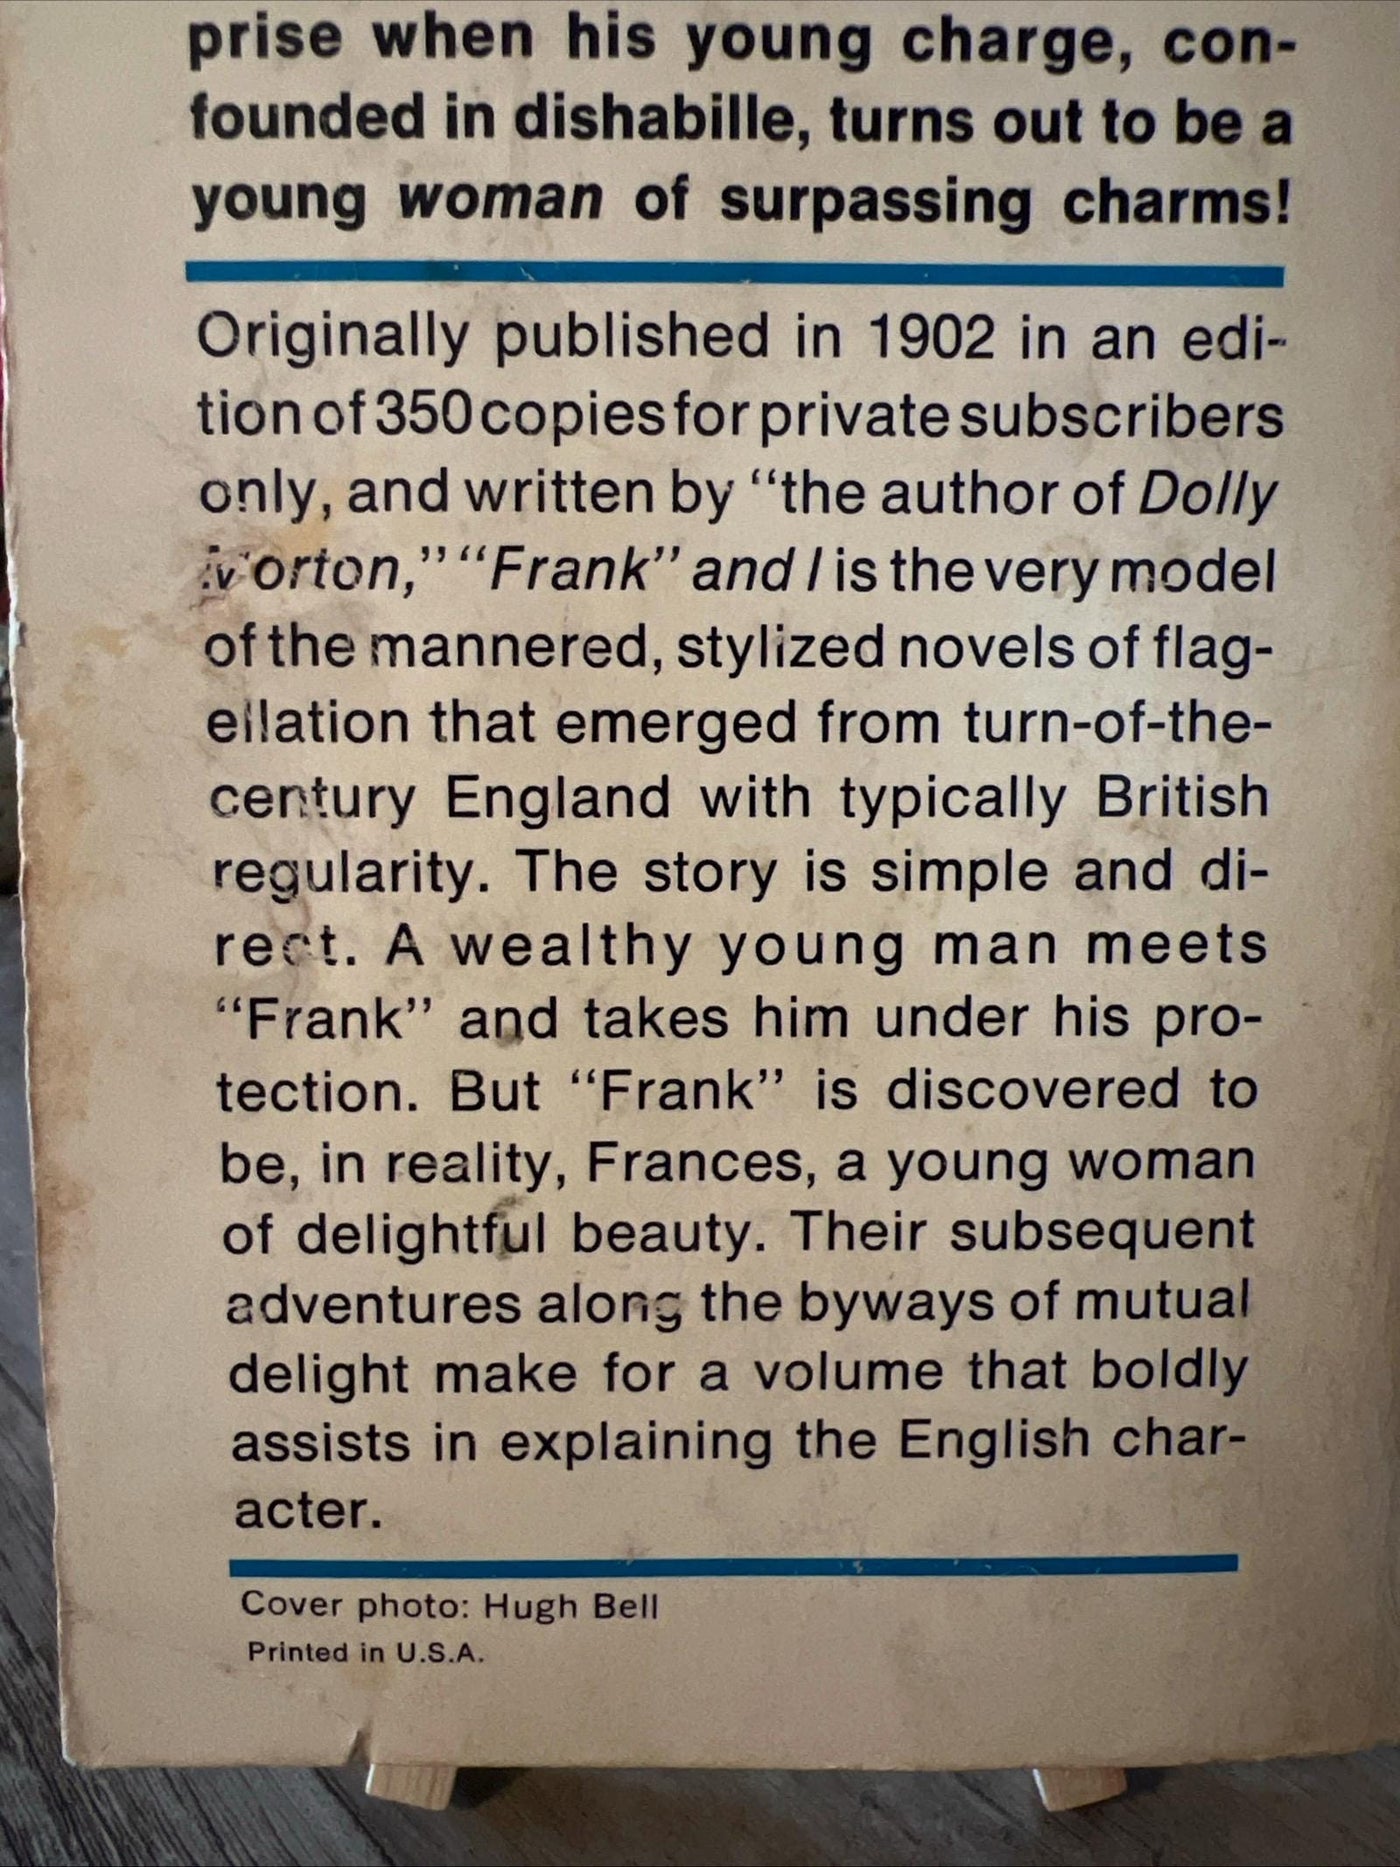 prise when his young charge, con-
founded in dishabille, turns out to be a
young woman of surpassing charms!
Originally published in 1902 in an edi-
tion of 350 copies for private subscribers
only, and written by “the author of Dolly
Morton,” “Frank” and I is the very model
of the mannered, stylized novels of flag-
ellation that emerged from turn-of-the-
century England with typically British
regularity. The story is simple and di-
rect. A wealthy young man meets
“Frank” and takes him under his pro-
tection. But “Frank” is discovered to
be, in reality, Frances, a young woman
of delightful beauty. Their subsequent
adventures along the byways of mutual
delight make for a volume that boldly
assists in explaining the English char-
acter.
Cover photo: Hugh Bell
Printed in U.S.A.